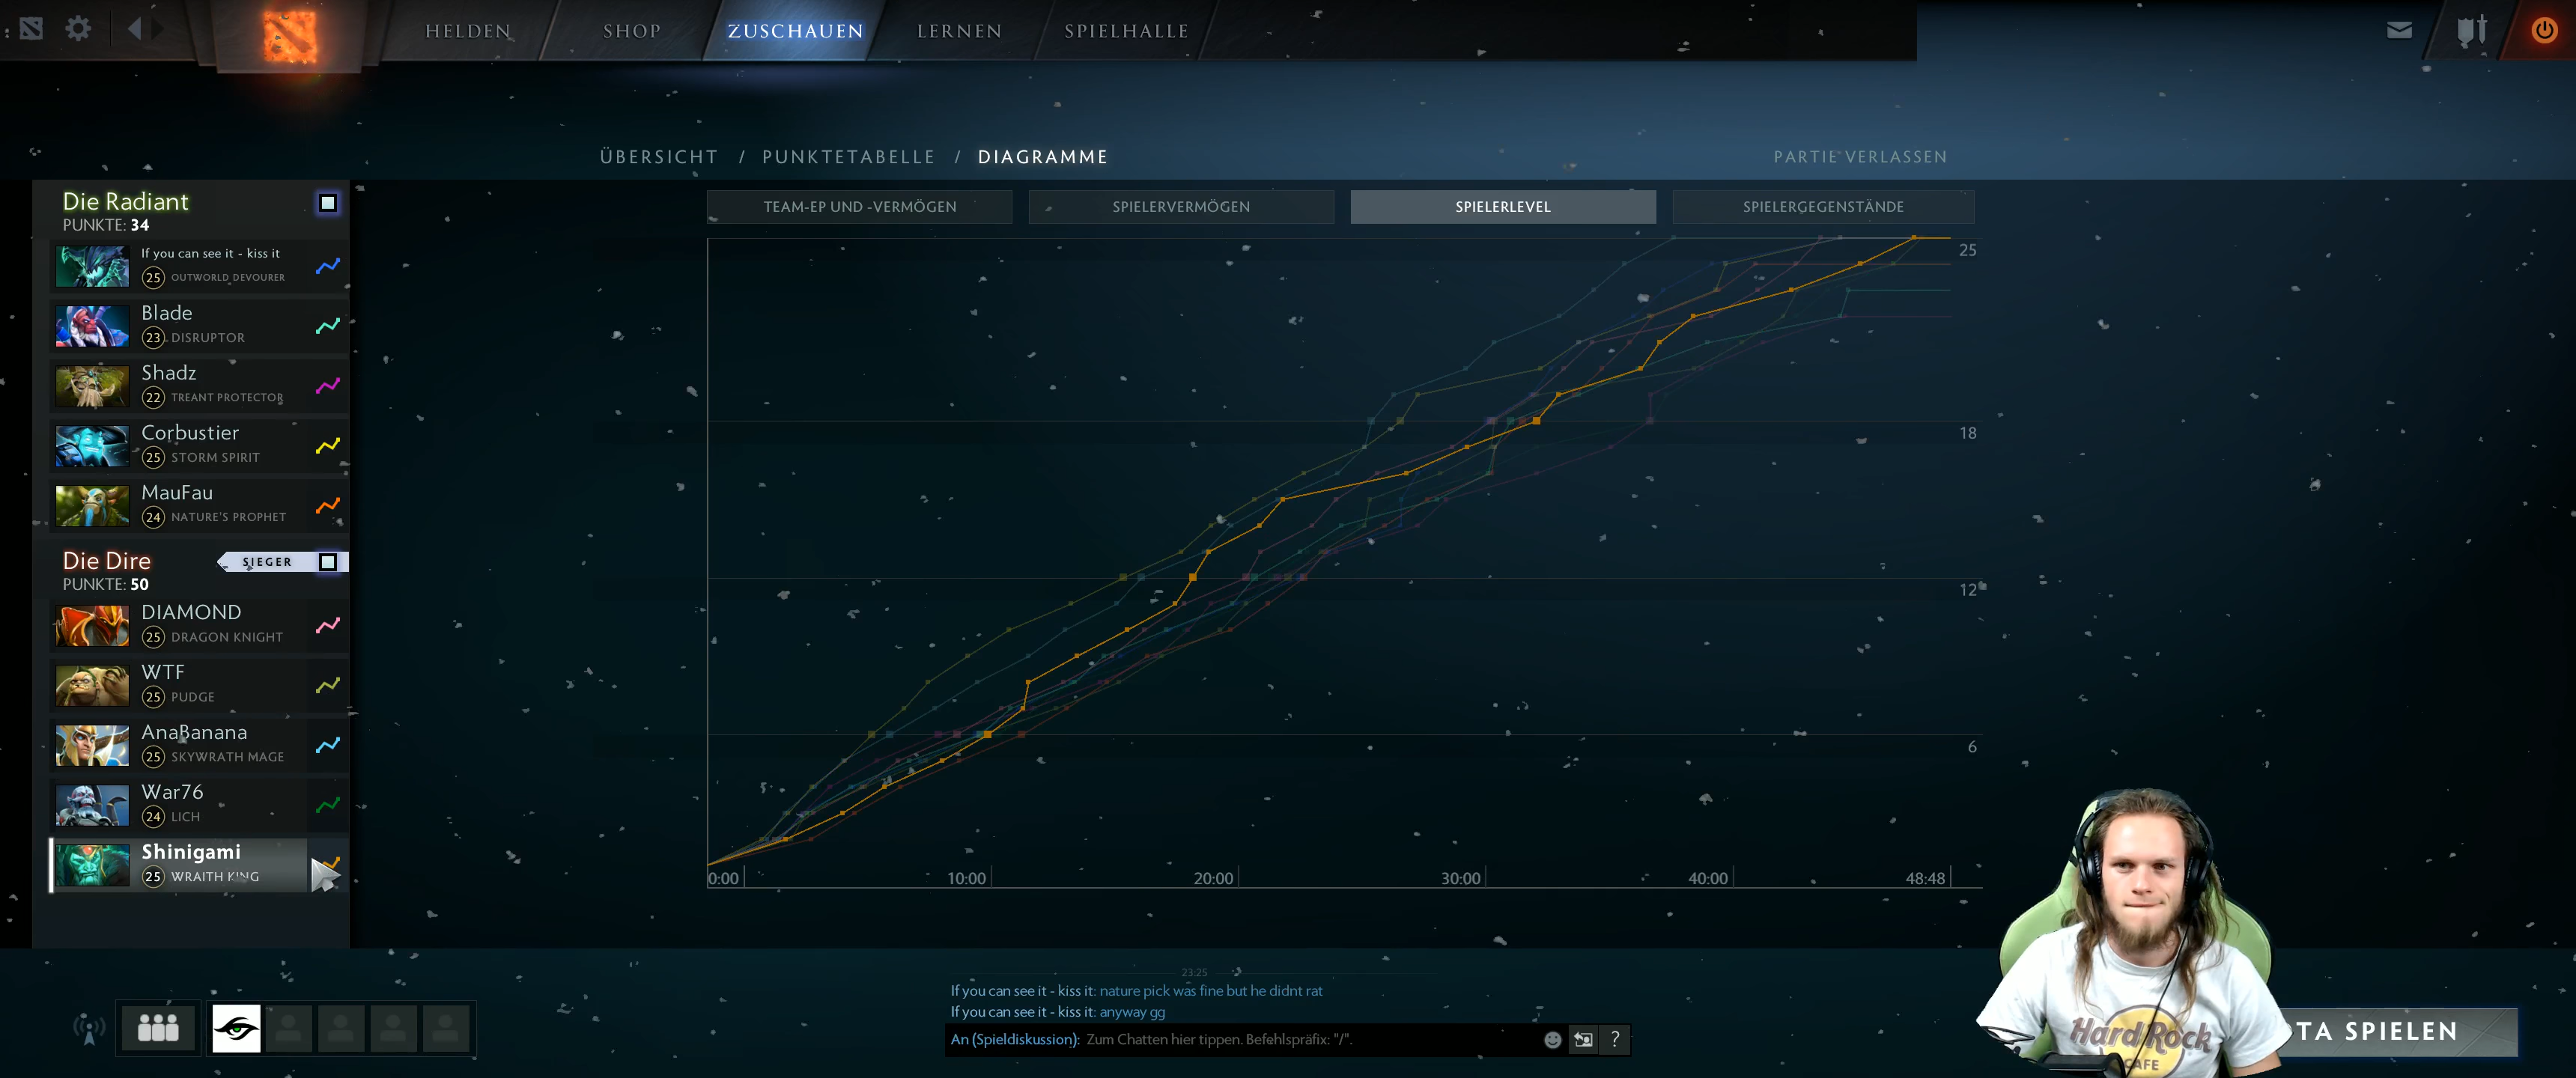 HELDEN
SHOP
ZUSCHAUEN
LERNEN
SPIELHALLE
ÜBERSICHT / PUNKTETABELLE / DIAGRAMME
PARTIE VERLASSEN
TEAM-EP UND -VERMÖGEN
SPIELERVERMÖGEN
SPIELERLEVEL
SPIELERGEGENSTÄNDE
Die Radiant
PUNKTE: 34
If you can see it - kiss it
25 OUTWORLD DEVOURER
Blade
23 DISRUPTOR
Shadz
22 TREANT PROTECTOR
Corbustier
25 STORM SPIRIT
MauFau
24 NATURE'S PROPHET
Die Dire
SIEGER
PUNKTE: 50
DIAMOND
25 DRAGON KNIGHT
WTF
25 PUDGE
AnaBanana
25 SKYWRATH MAGE
War76
24 LICH
Shinigami
25 WRAITH KING
25
18
12
6
0:00
10:00
20:00
30:00
40:00
48:48
23:25
If you can see it - kiss it: nature pick was fine but he didnt rat
If you can see it - kiss it: anyway gg
An (Spieldiskussion): Zum Chatten hier tippen. Befehlspräfix: "/".
?
Hard Rock
CAFE
TA SPIELEN